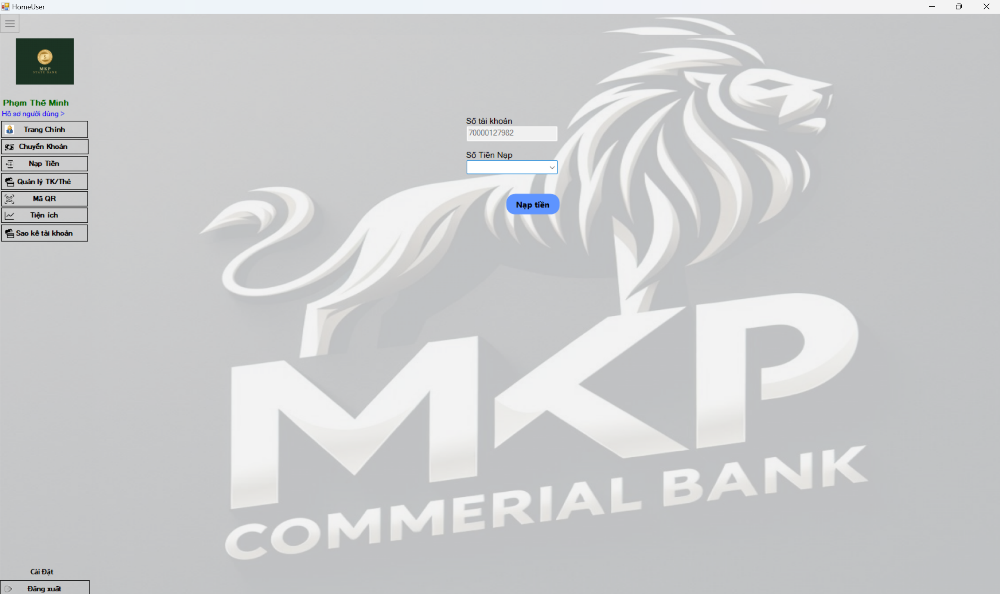 HomeUser
MKP
STATE BANK
Phạm Thế Minh
Hồ sơ người dùng >
Trang Chính
Chuyển Khoản
Nạp Tiền
Quản lý TK/Thẻ
Mã QR
Tiện ích
Sao kê tài khoản
Số tài khoản
70000127982
Số Tiền Nạp
Nạp tiền
MKP
COMMERIAL BANK
Cài Đặt
Đăng xuất